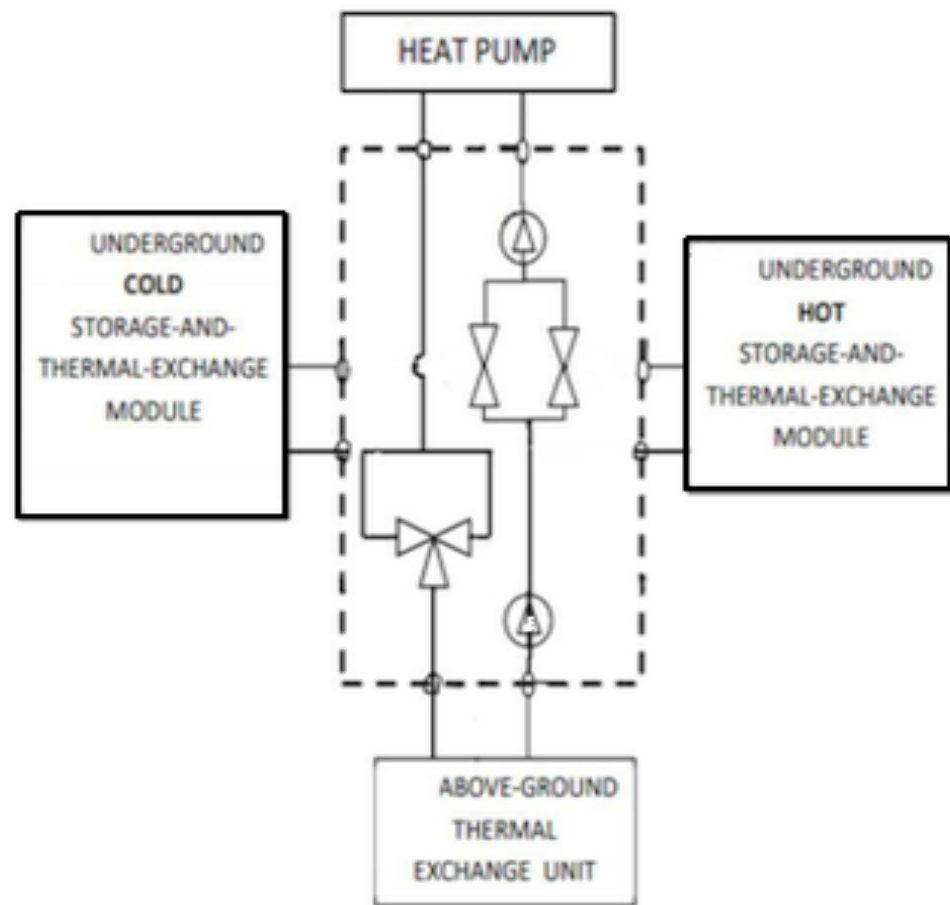 HEAT PUMP
UNDERGROUND
COLD
STORAGE-AND-
THERMAL-EXCHANGE
MODULE
UNDERGROUND
HOT
STORAGE-AND-
THERMAL-EXCHANGE
MODULE
ABOVE-GROUND
THERMAL
EXCHANGE UNIT